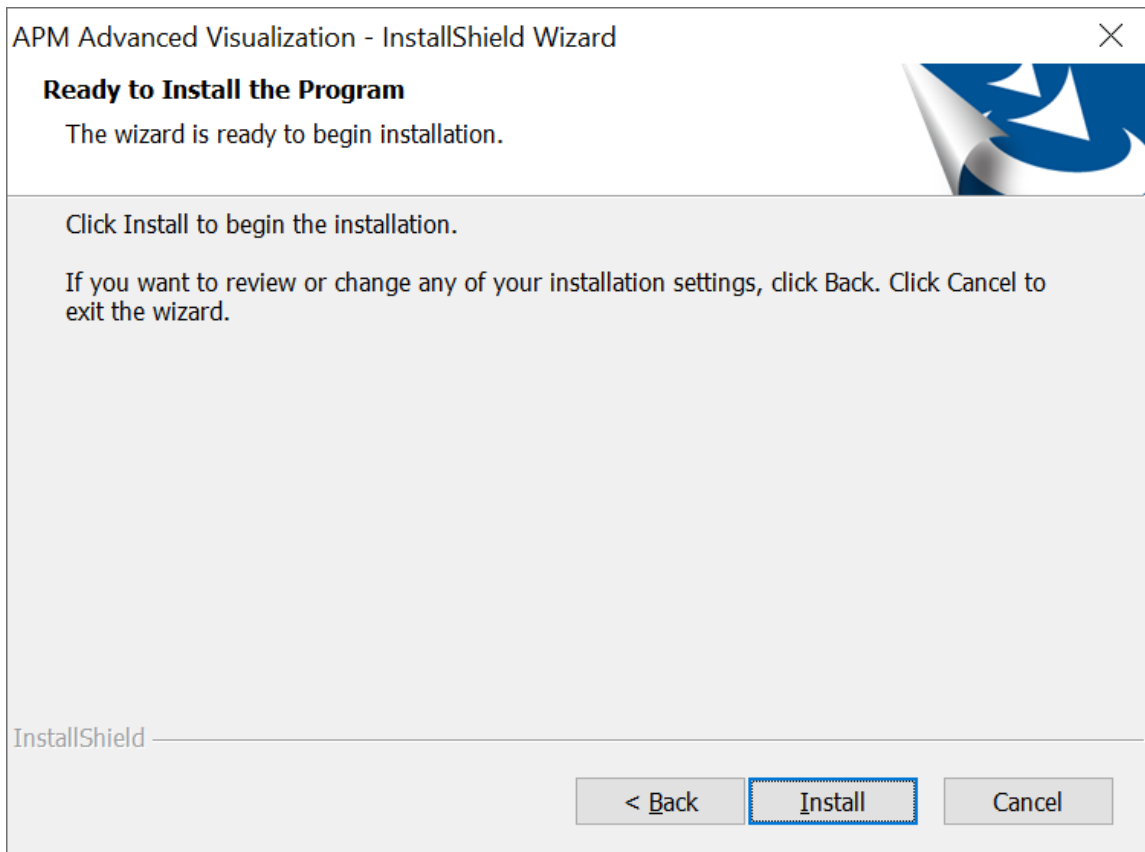 APM Advanced Visualization - InstallShield Wizard
Ready to Install the Program
The wizard is ready to begin installation.
Click Install to begin the installation.
If you want to review or change any of your installation settings, click Back. Click Cancel to
exit the wizard.
InstallShield
< Back
Install
Cancel